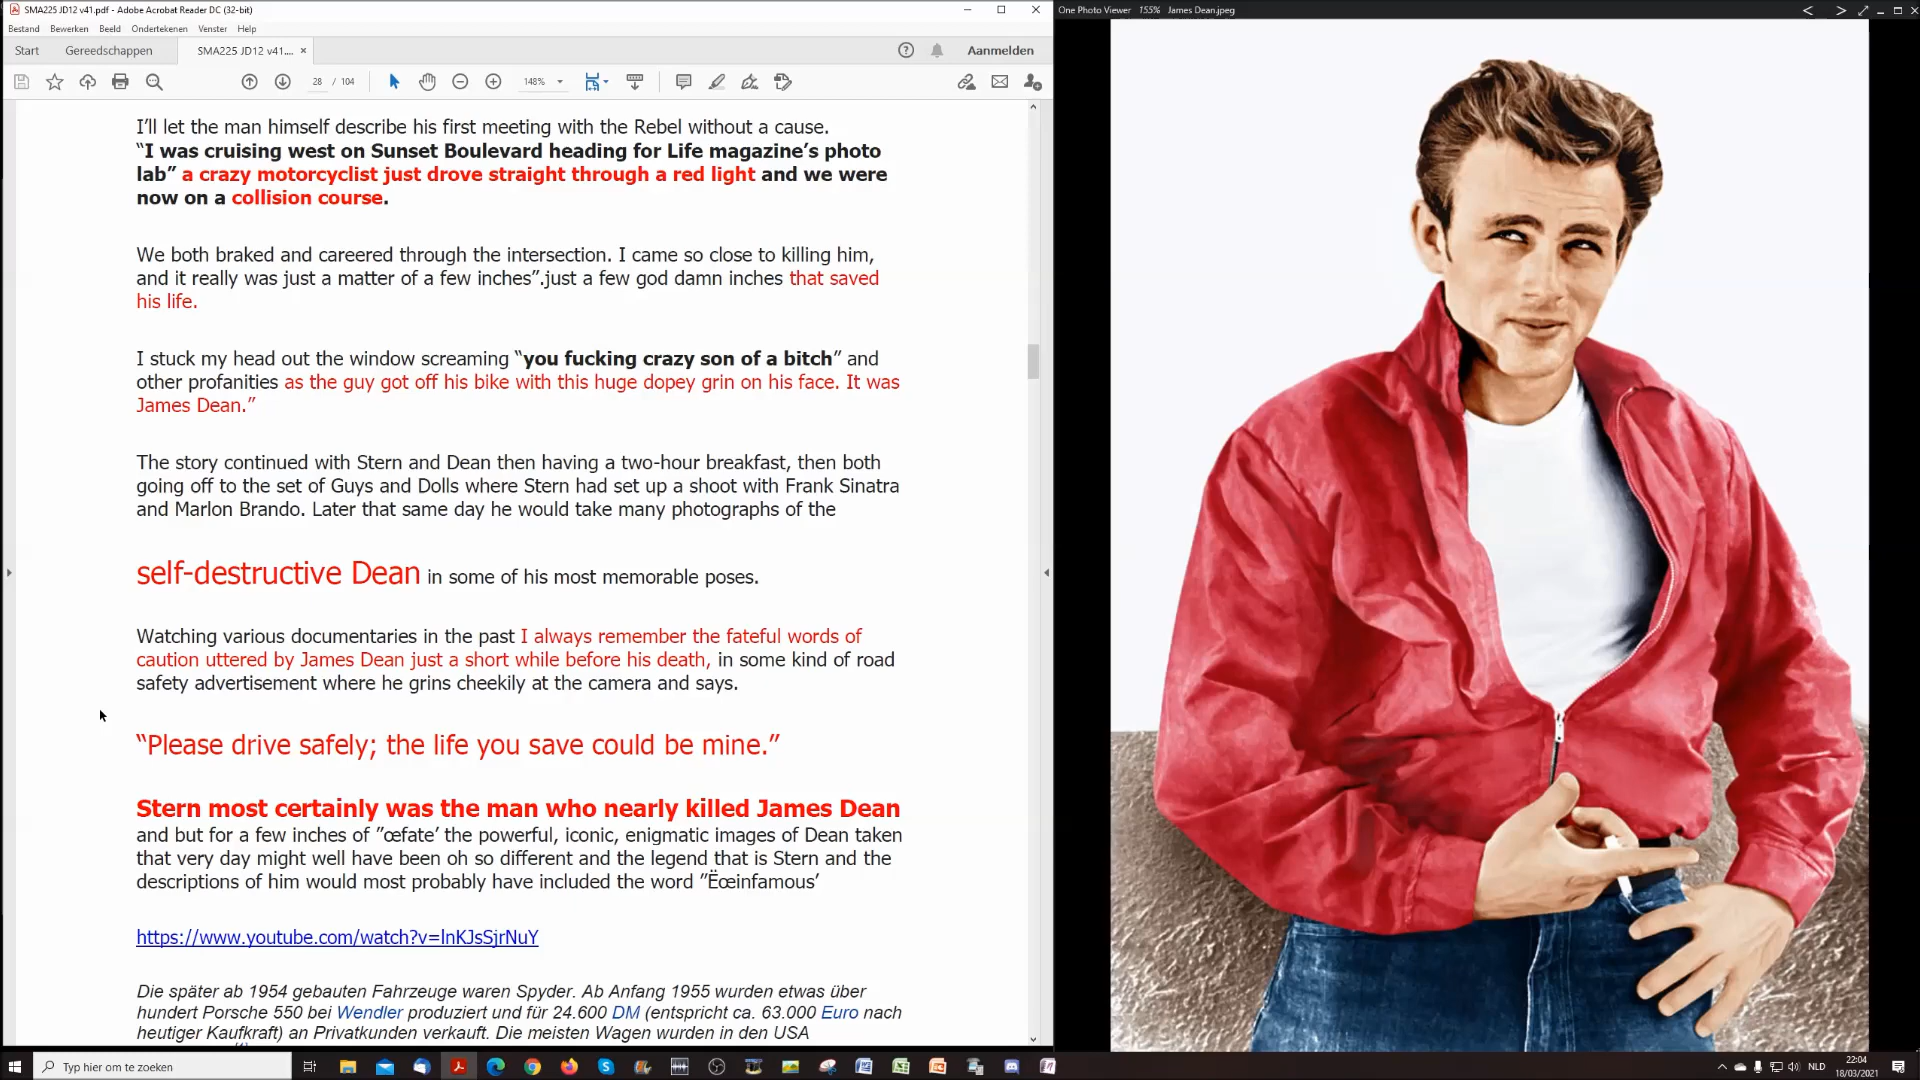 SMA225 JD12 v41.pdf - Adobe Acrobat Reader DC (32-bit)
Bestand Bewerken Beeld Ondertekenen Venster Help
Start Gereedschappen SMA225 JD12 v41.... × Aanmelden
28 / 104 148%
I’ll let the man himself describe his first meeting with the Rebel without a cause.
“I was cruising west on Sunset Boulevard heading for Life magazine’s photo
lab” a crazy motorcyclist just drove straight through a red light and we were
now on a collision course.
We both braked and careered through the intersection. I came so close to killing him,
and it really was just a matter of a few inches”.just a few god damn inches that saved
his life.
I stuck my head out the window screaming “you fucking crazy son of a bitch” and
other profanities as the guy got off his bike with this huge dopey grin on his face. It was
James Dean.”
The story continued with Stern and Dean then having a two-hour breakfast, then both
going off to the set of Guys and Dolls where Stern had set up a shoot with Frank Sinatra
and Marlon Brando. Later that same day he would take many photographs of the
self-destructive Dean in some of his most memorable poses.
Watching various documentaries in the past I always remember the fateful words of
caution uttered by James Dean just a short while before his death, in some kind of road
safety advertisement where he grins cheekily at the camera and says.
“Please drive safely; the life you save could be mine.”
Stern most certainly was the man who nearly killed James Dean
and but for a few inches of ”œfate’ the powerful, iconic, enigmatic images of Dean taken
that very day might well have been oh so different and the legend that is Stern and the
descriptions of him would most probably have included the word ”Ëœinfamous’
https://www.youtube.com/watch?v=lnKJsSjrNuY
Die später ab 1954 gebauten Fahrzeuge waren Spyder. Ab Anfang 1955 wurden etwas über
hundert Porsche 550 bei Wendler produziert und für 24.600 DM (entspricht ca. 63.000 Euro nach
heutiger Kaufkraft) an Privatkunden verkauft. Die meisten Wagen wurden in den USA
One Photo Viewer 155% James Dean.jpeg
Typ hier om te zoeken
NLD
22:04
18/03/2021